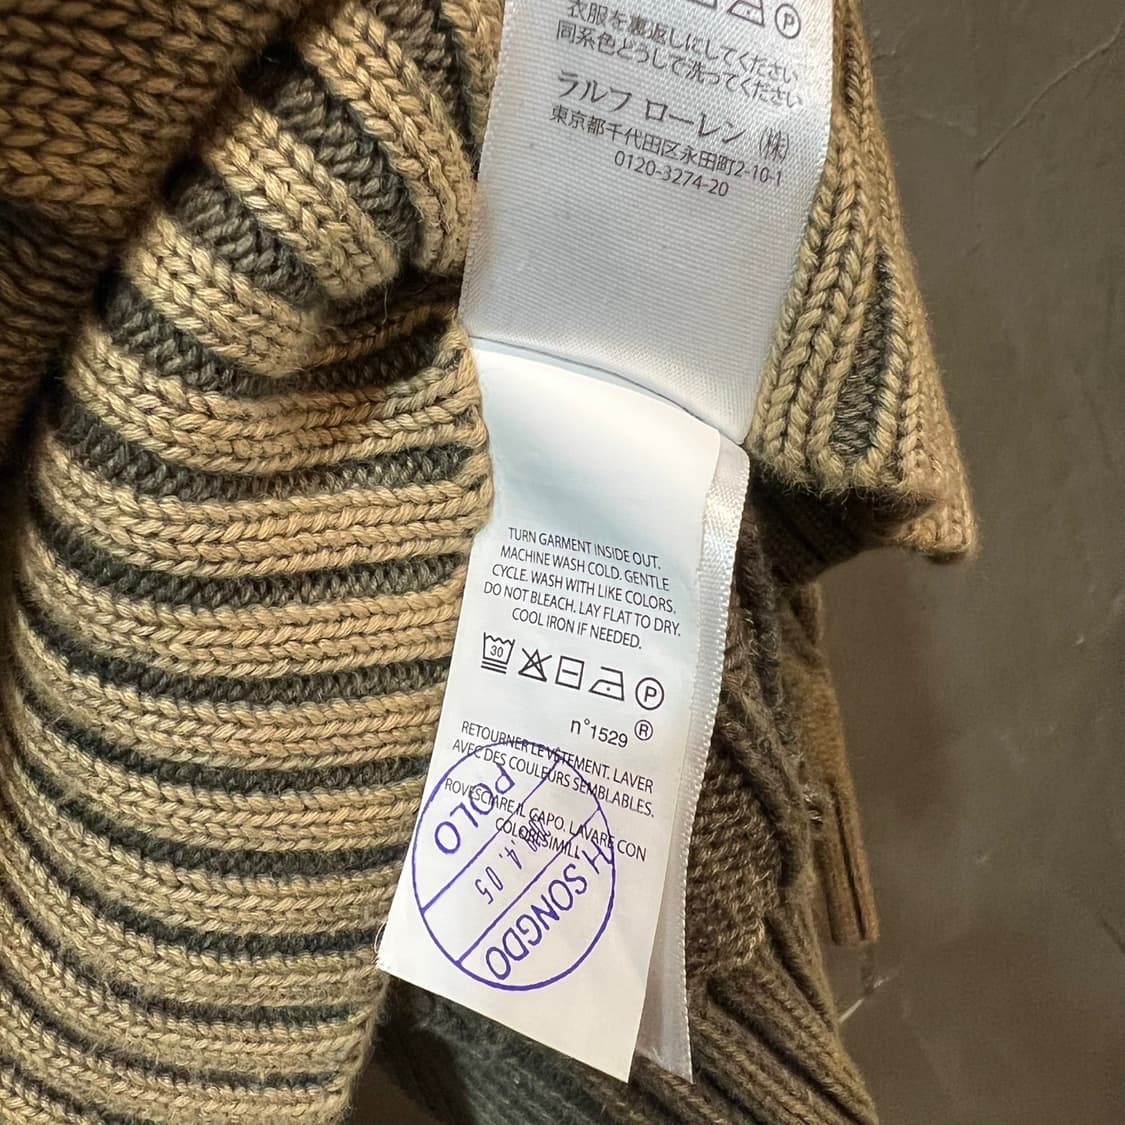 衣服を裏返しにしてください
同系色どうしで洗ってください
ラルフ ローレン (株)
東京都千代田区永田町2-10-1
0120-3274-20
TURN GARMENT INSIDE OUT.
MACHINE WASH COLD. GENTLE
CYCLE. WASH WITH LIKE COLORS.
DO NOT BLEACH. LAY FLAT TO DRY.
COOL IRON IF NEEDED.
30
P
n°1529 ®
RETOURNER LE VÊTEMENT. LAVER
AVEC DES COULEURS SEMBLABLES.
ROVESCIARE IL CAPO. LAVARE CON
COLORI SIMILI.
POLO
4. 05
H SONGDO